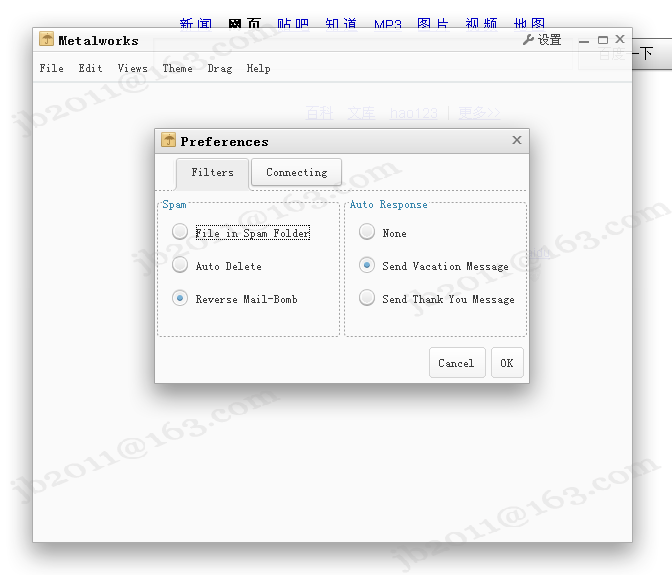 新闻 网页 贴吧 知道 MP3 图片 视频 地图
Metalworks
设置
百度一下
File Edit Views Theme Drag Help
百科 文库 hao123 | 更多>>
Preferences
Filters Connecting
Spam
File in Spam Folder
Auto Delete
Reverse Mail-Bomb
Auto Response
None
Send Vacation Message
Send Thank You Message
Cancel OK
jb2011@163.com
jb2011@163.com
jb2011@163.com
jb2011@163.com
jb2011@163.com